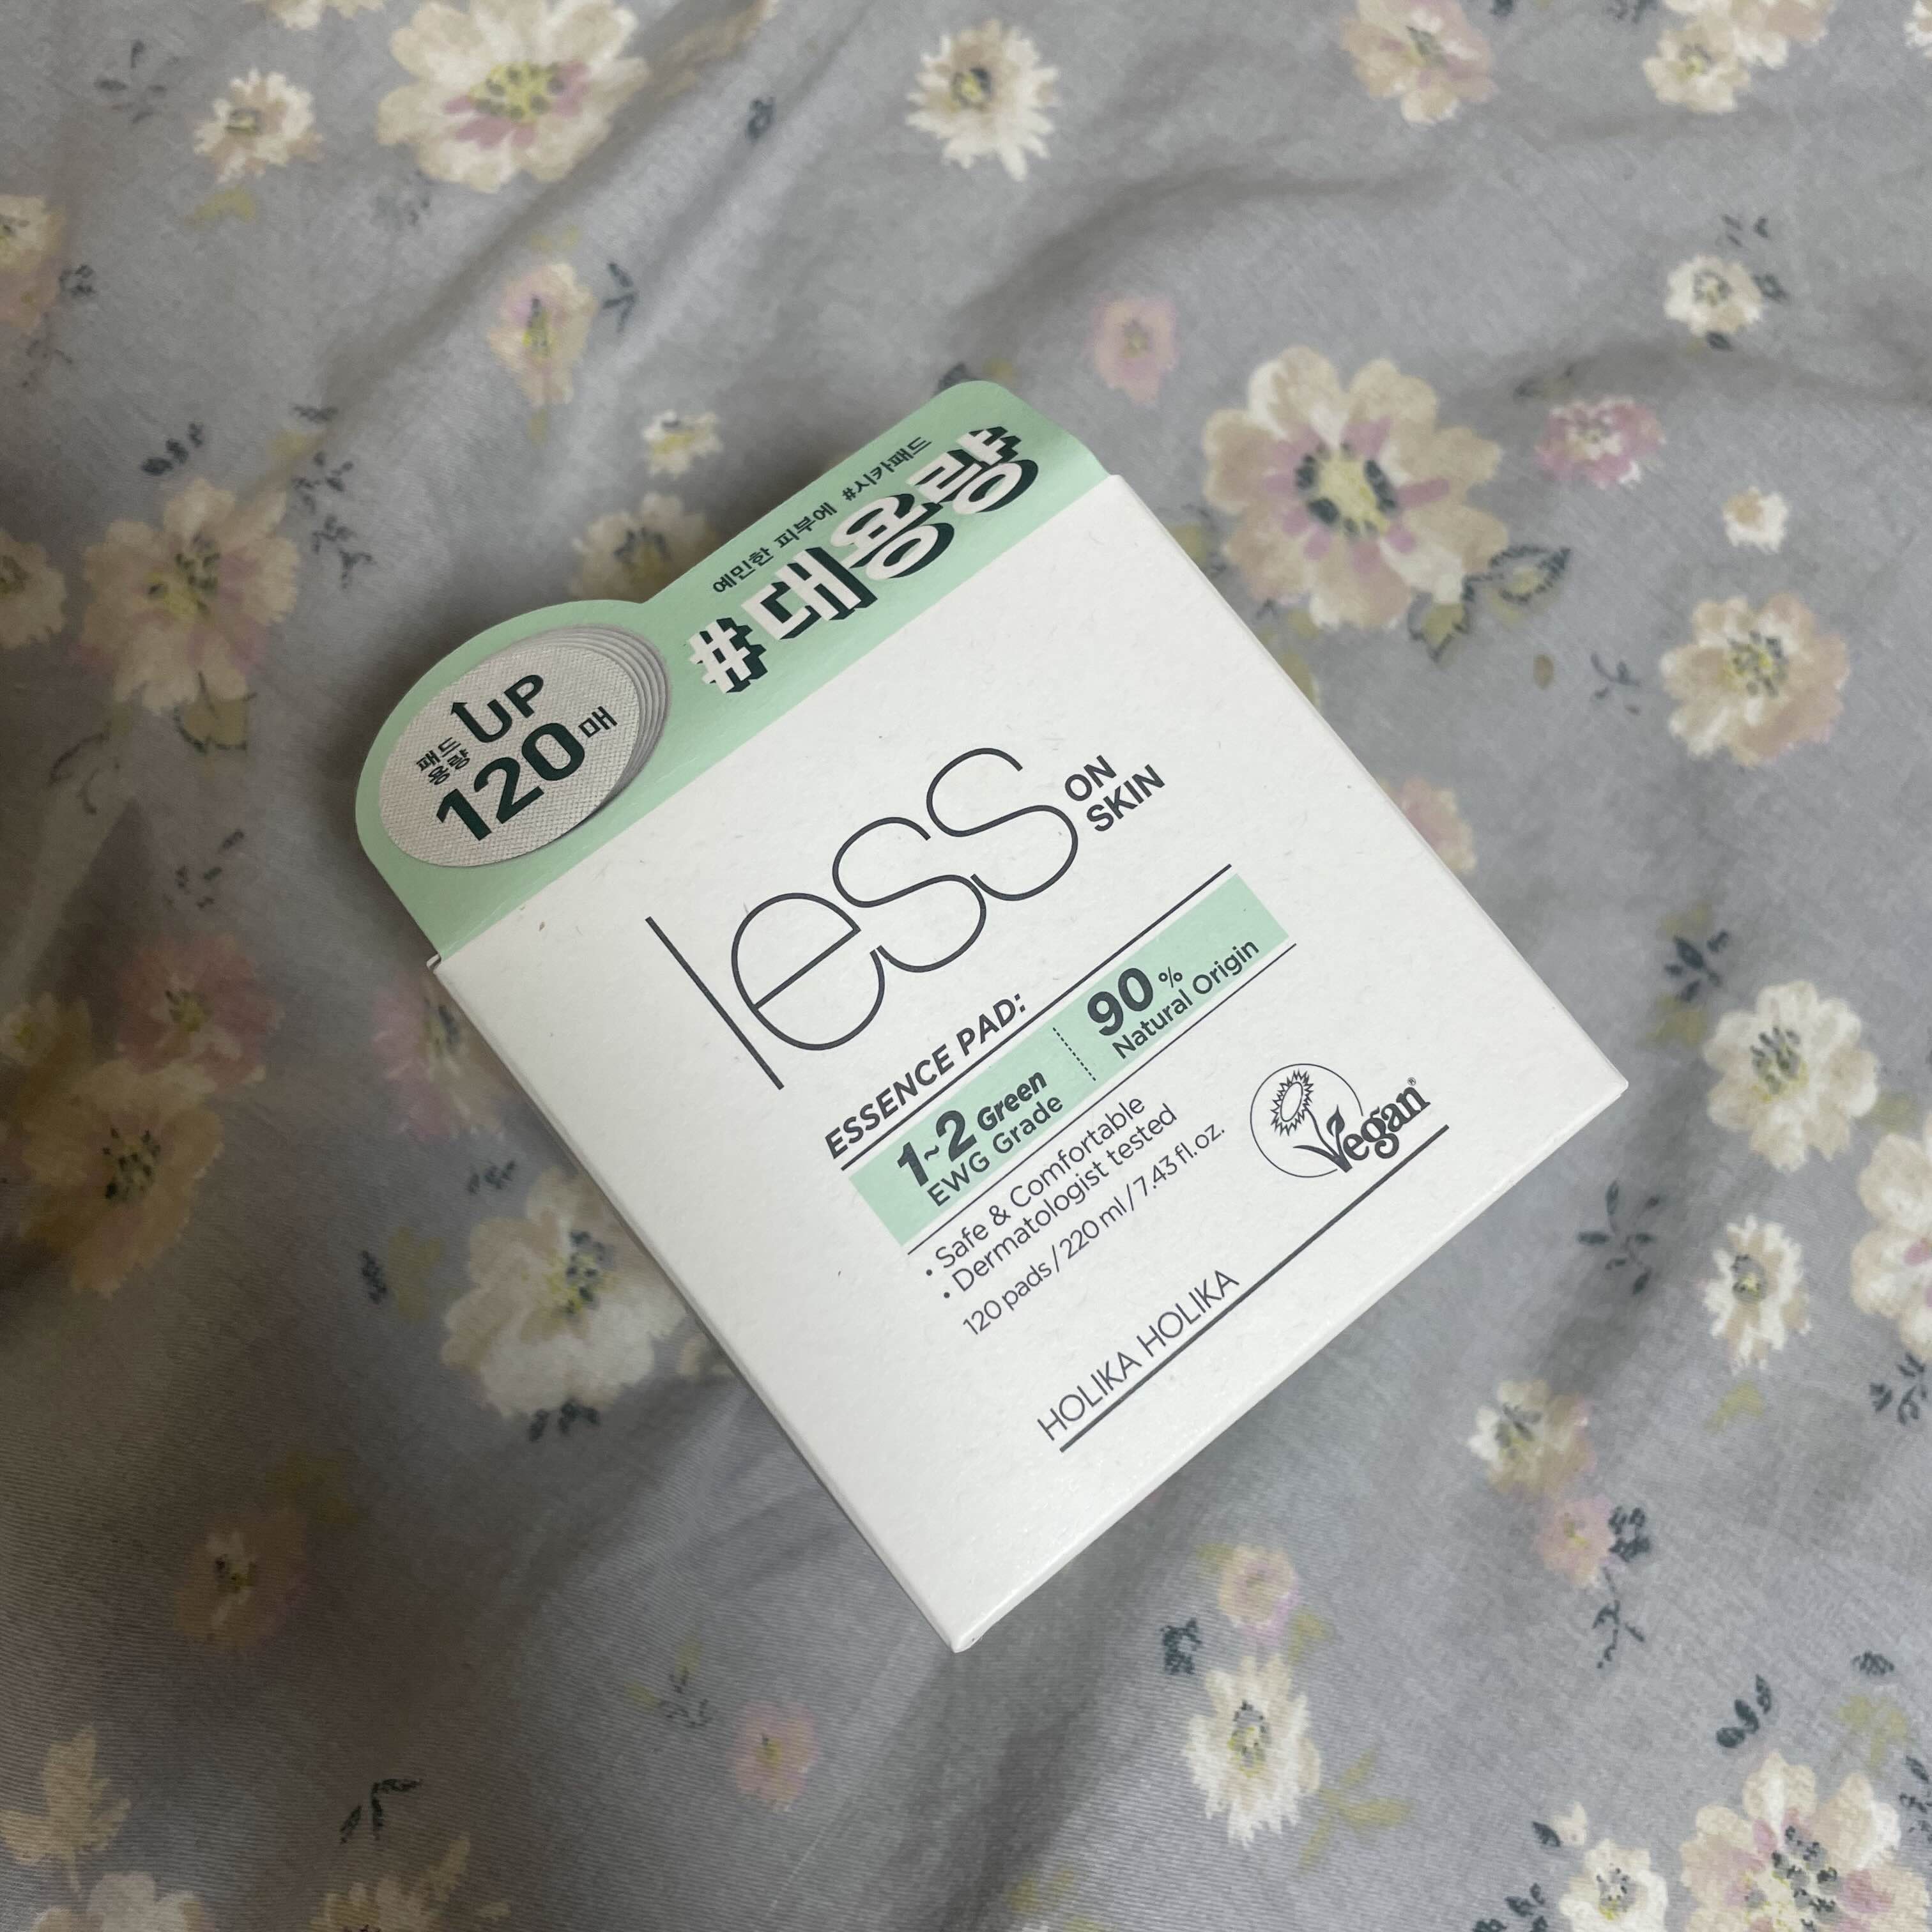 예민한 피부에 #시카패드
#대용량
패드
용량
UP
120매
less ON
SKIN
ESSENCE PAD:
1~2 Green
EWG Grade
90%
Natural Origin
• Safe & Comfortable
• Dermatologist tested
120 pads / 220 ml / 7.43 fl.oz.
Vegan®
HOLIKA HOLIKA